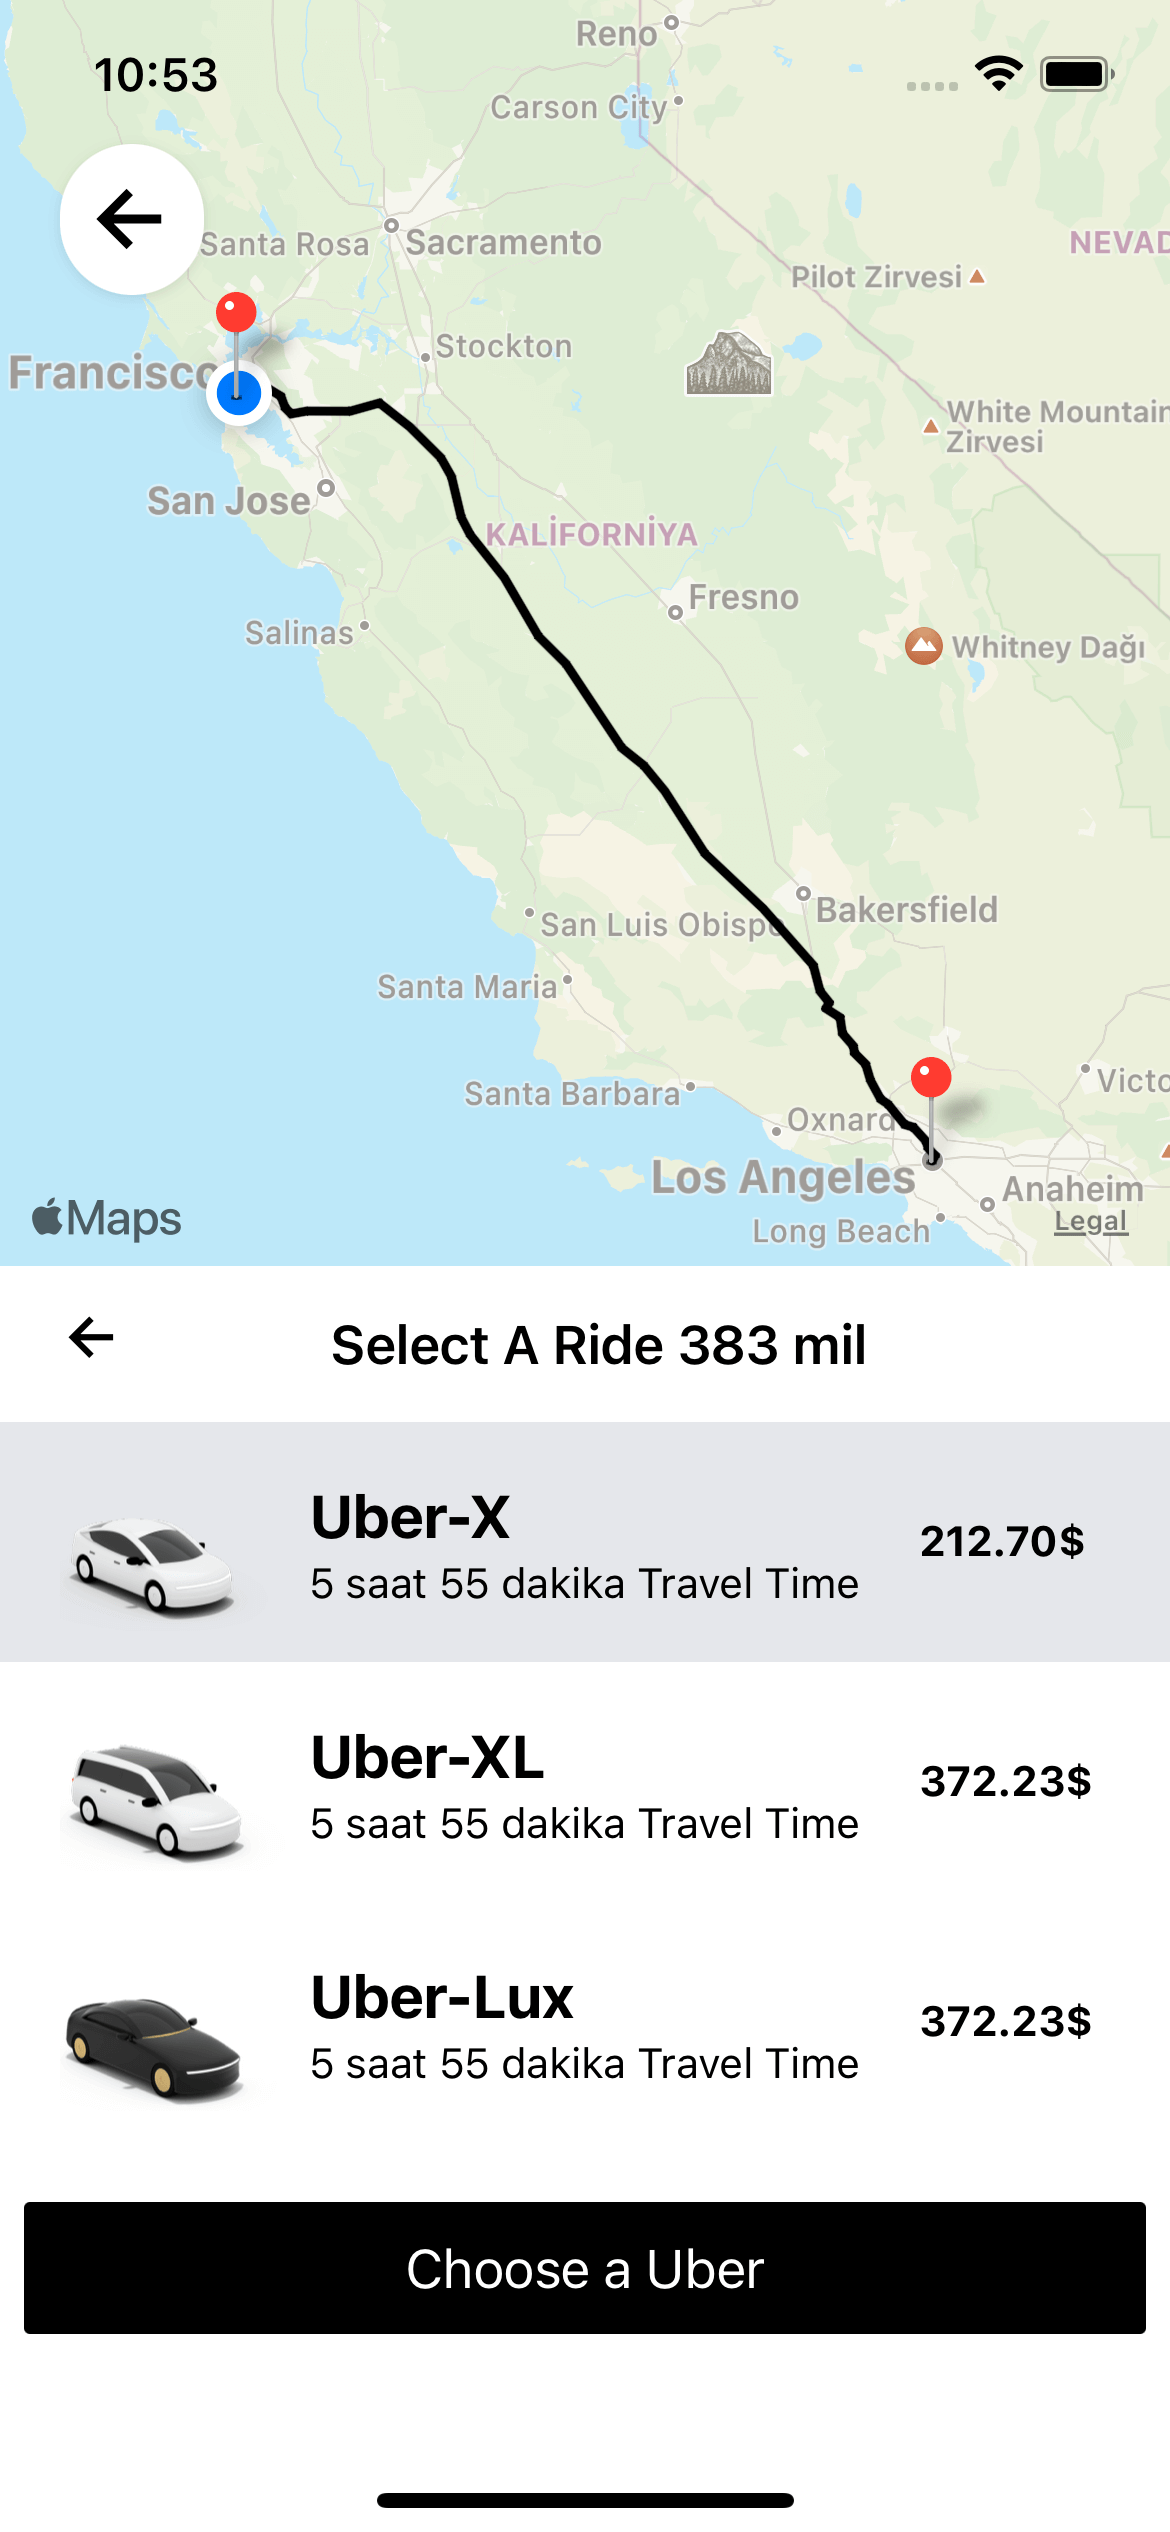 Reno
10:53
Carson City
Santa Rosa
Sacramento
NEVAD
Pilot Zirvesi
Stockton
Francisco
White Mountain
Zirvesi
San Jose
KALİFORNİYA
Fresno
Salinas
Whitney Dağı
Bakersfield
San Luis Obispo
Santa Maria
Santa Barbara
Victo
Oxnard
Los Angeles
Anaheim
Maps
Long Beach
Legal
Select A Ride 383 mil
Uber-X
5 saat 55 dakika Travel Time
212.70$
Uber-XL
5 saat 55 dakika Travel Time
372.23$
Uber-Lux
5 saat 55 dakika Travel Time
372.23$
Choose a Uber